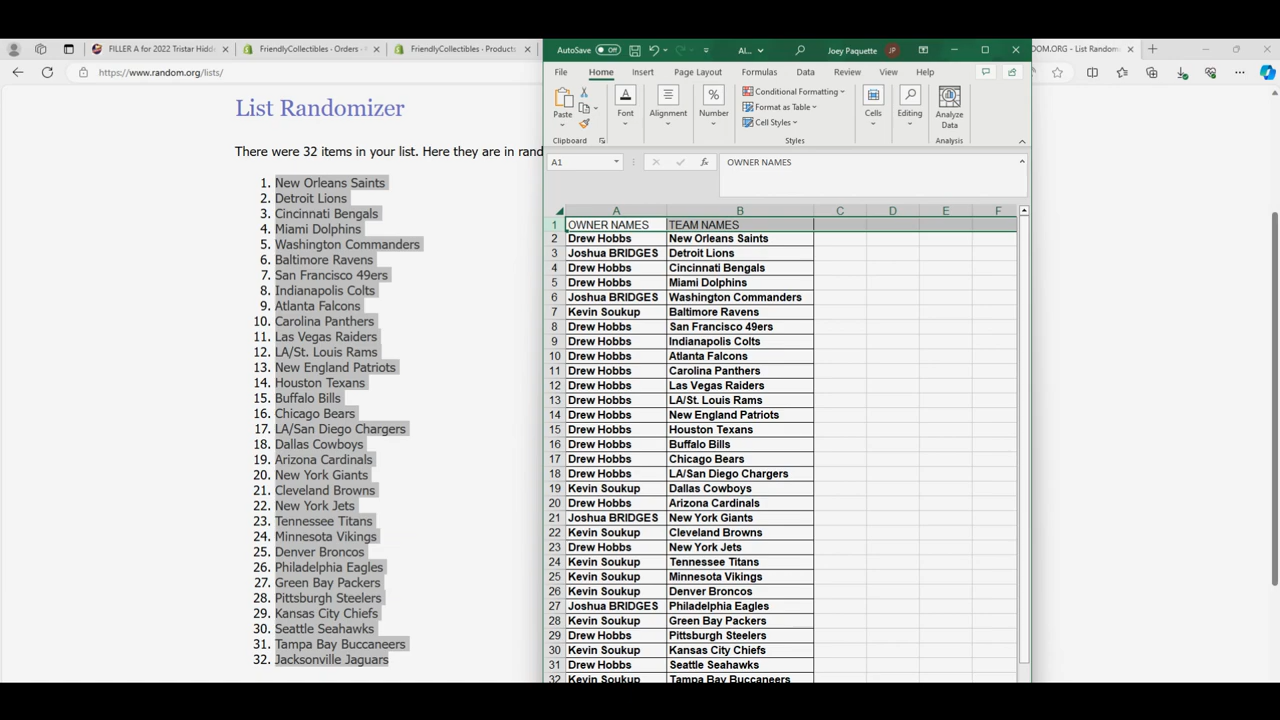 FILLER A for 2022 Tristar Hidd
FriendlyCollectibles - Orders -
FriendlyCollectibles - Products
DOM.ORG - List Random
https://www.random.org/lists/
List Randomizer
There were 32 items in your list. Here they are in rand
1. New Orleans Saints
2. Detroit Lions
3. Cincinnati Bengals
4. Miami Dolphins
5. Washington Commanders
6. Baltimore Ravens
7. San Francisco 49ers
8. Indianapolis Colts
9. Atlanta Falcons
10. Carolina Panthers
11. Las Vegas Raiders
12. LA/St. Louis Rams
13. New England Patriots
14. Houston Texans
15. Buffalo Bills
16. Chicago Bears
17. LA/San Diego Chargers
18. Dallas Cowboys
19. Arizona Cardinals
20. New York Giants
21. Cleveland Browns
22. New York Jets
23. Tennessee Titans
24. Minnesota Vikings
25. Denver Broncos
26. Philadelphia Eagles
27. Green Bay Packers
28. Pittsburgh Steelers
29. Kansas City Chiefs
30. Seattle Seahawks
31. Tampa Bay Buccaneers
32. Jacksonville Jaguars
AutoSave Off Al... Joey Paquette JP
File Home Insert Page Layout Formulas Data Review View Help
Paste Font Alignment Number Conditional Formatting Format as Table Cell Styles Cells Editing Analyze Data
Clipboard Styles Analysis
A1 fx OWNER NAMES
A B C D E F
1 OWNER NAMES TEAM NAMES
2 Drew Hobbs New Orleans Saints
3 Joshua BRIDGES Detroit Lions
4 Drew Hobbs Cincinnati Bengals
5 Drew Hobbs Miami Dolphins
6 Joshua BRIDGES Washington Commanders
7 Kevin Soukup Baltimore Ravens
8 Drew Hobbs San Francisco 49ers
9 Drew Hobbs Indianapolis Colts
10 Drew Hobbs Atlanta Falcons
11 Drew Hobbs Carolina Panthers
12 Drew Hobbs Las Vegas Raiders
13 Drew Hobbs LA/St. Louis Rams
14 Drew Hobbs New England Patriots
15 Drew Hobbs Houston Texans
16 Drew Hobbs Buffalo Bills
17 Drew Hobbs Chicago Bears
18 Drew Hobbs LA/San Diego Chargers
19 Kevin Soukup Dallas Cowboys
20 Drew Hobbs Arizona Cardinals
21 Joshua BRIDGES New York Giants
22 Kevin Soukup Cleveland Browns
23 Drew Hobbs New York Jets
24 Kevin Soukup Tennessee Titans
25 Kevin Soukup Minnesota Vikings
26 Kevin Soukup Denver Broncos
27 Joshua BRIDGES Philadelphia Eagles
28 Kevin Soukup Green Bay Packers
29 Drew Hobbs Pittsburgh Steelers
30 Kevin Soukup Kansas City Chiefs
31 Drew Hobbs Seattle Seahawks
32 Kevin Soukup Tampa Bay Buccaneers